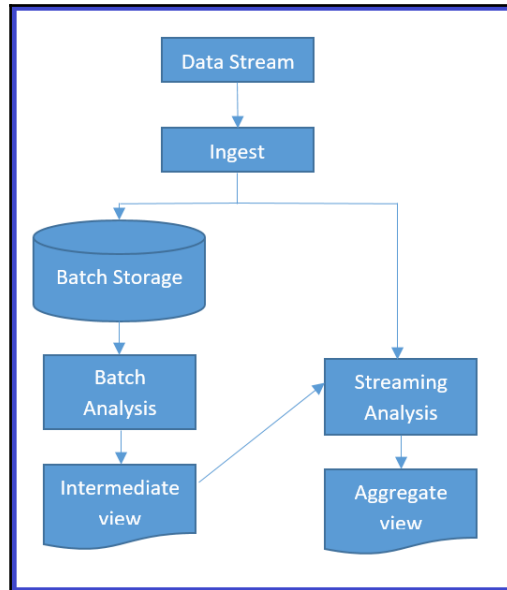 Data Stream
Ingest
Batch Storage
Batch
Analysis
Streaming
Analysis
Intermediate
view
Aggregate
view